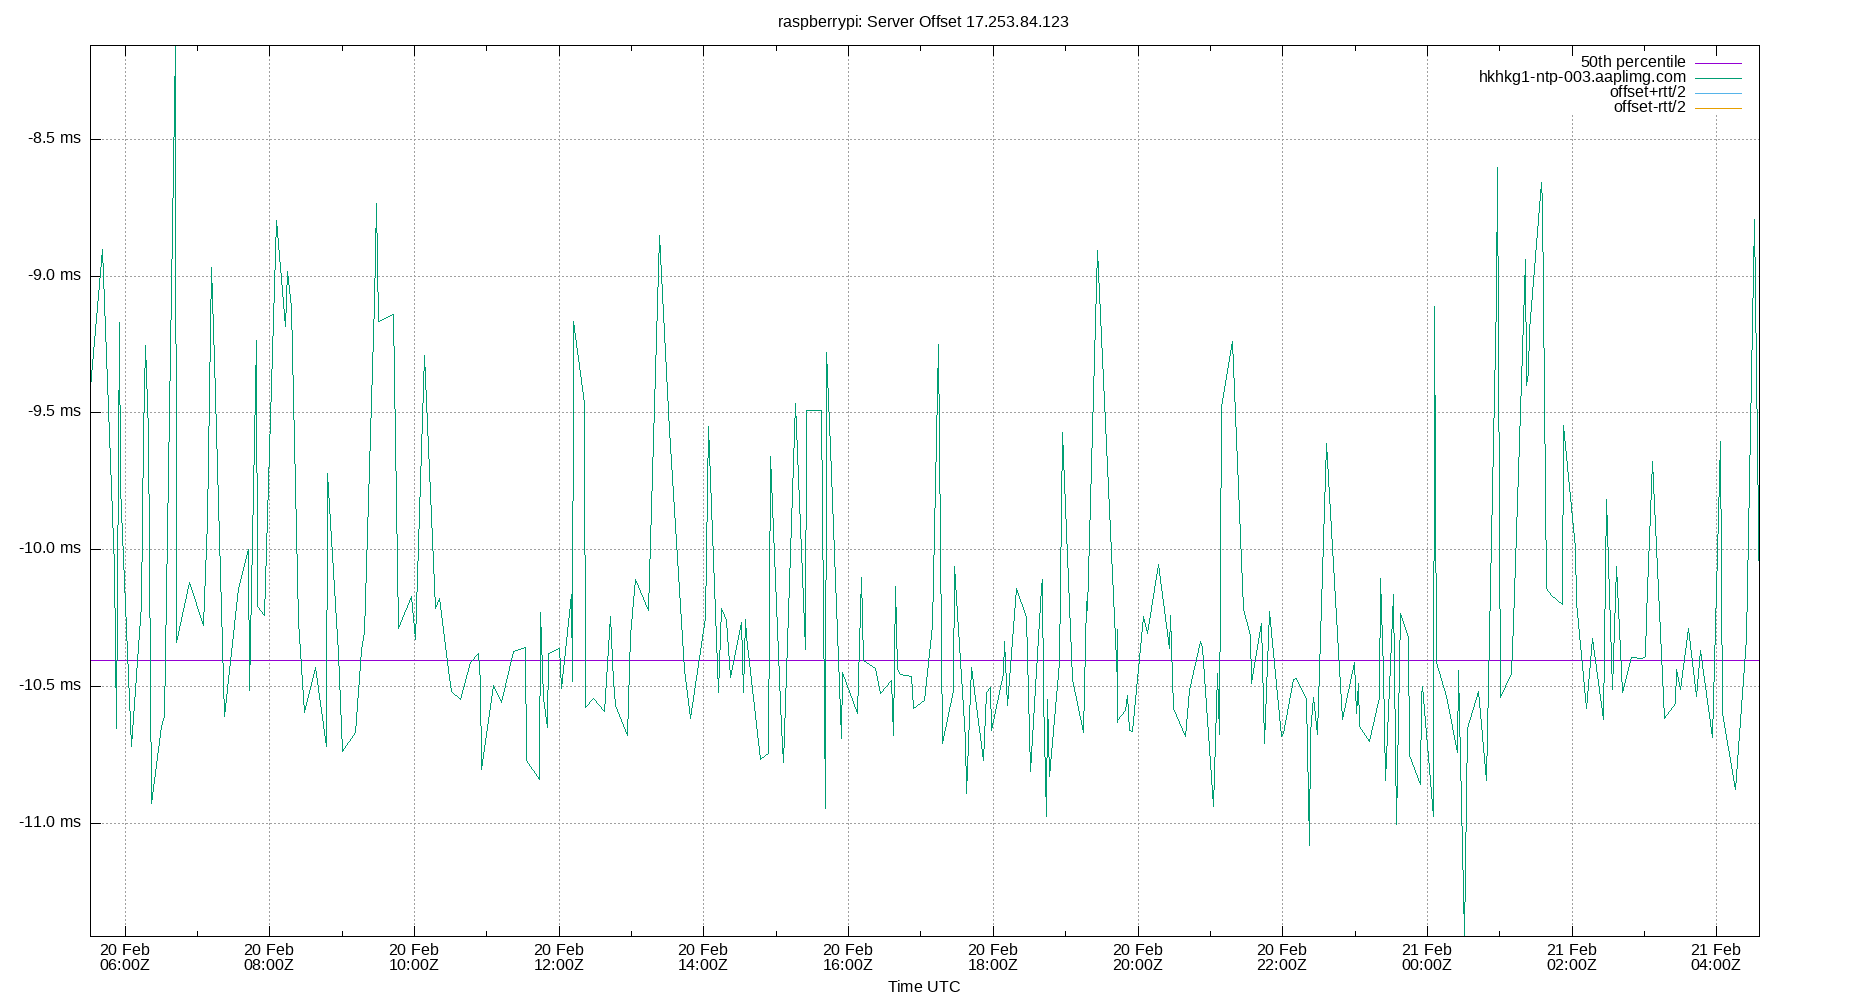 raspberrypi: Server Offset 17.253.84.123
50th percentile
hkhkg1-ntp-003.aaplimg.com
offset+rtt/2
offset-rtt/2
-8.5 ms
-9.0 ms
-9.5 ms
-10.0 ms
-10.5 ms
-11.0 ms
20 Feb 20 Feb 20 Feb 20 Feb 20 Feb 20 Feb 20 Feb 20 Feb 20 Feb 21 Feb 21 Feb 21 Feb
06:00Z 08:00Z 10:00Z 12:00Z 14:00Z 16:00Z 18:00Z 20:00Z 22:00Z 00:00Z 02:00Z 04:00Z
Time UTC